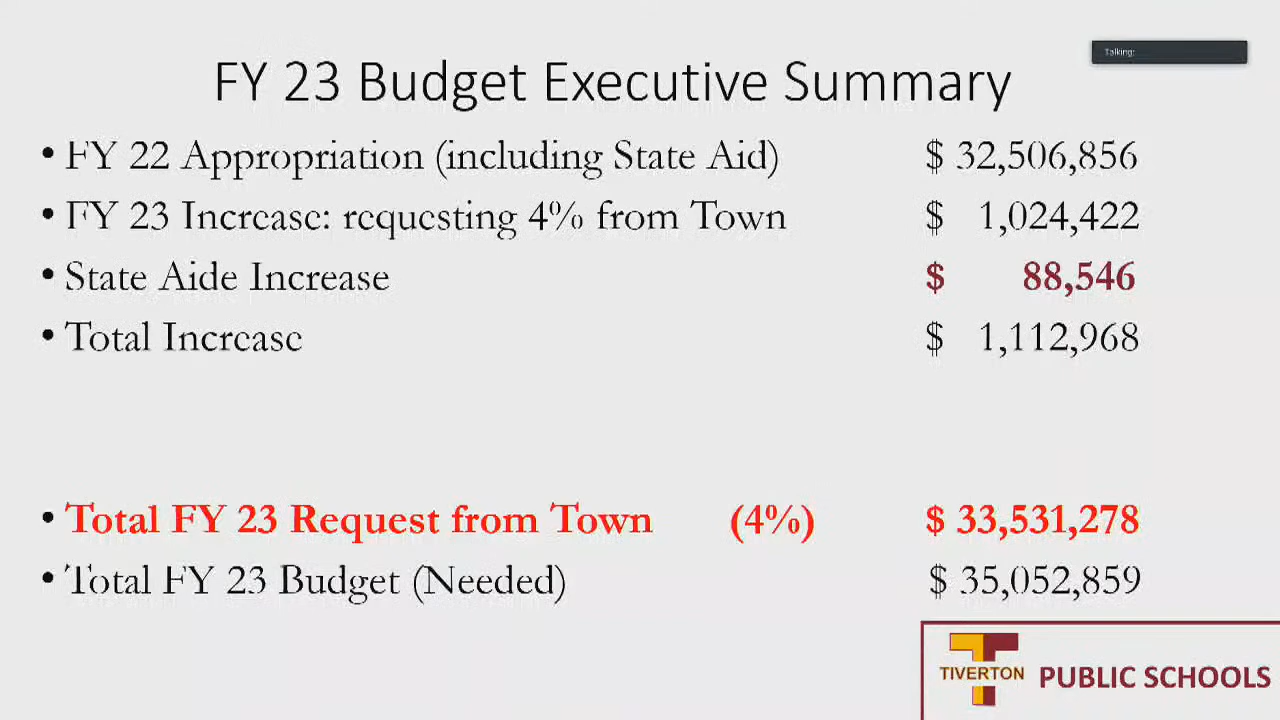 Talking:
FY 23 Budget Executive Summary
• FY 22 Appropriation (including State Aid) $ 32,506,856
• FY 23 Increase: requesting 4% from Town $ 1,024,422
• State Aide Increase $ 88,546
• Total Increase $ 1,112,968
• Total FY 23 Request from Town (4%) $ 33,531,278
• Total FY 23 Budget (Needed) $ 35,052,859
TIVERTON PUBLIC SCHOOLS